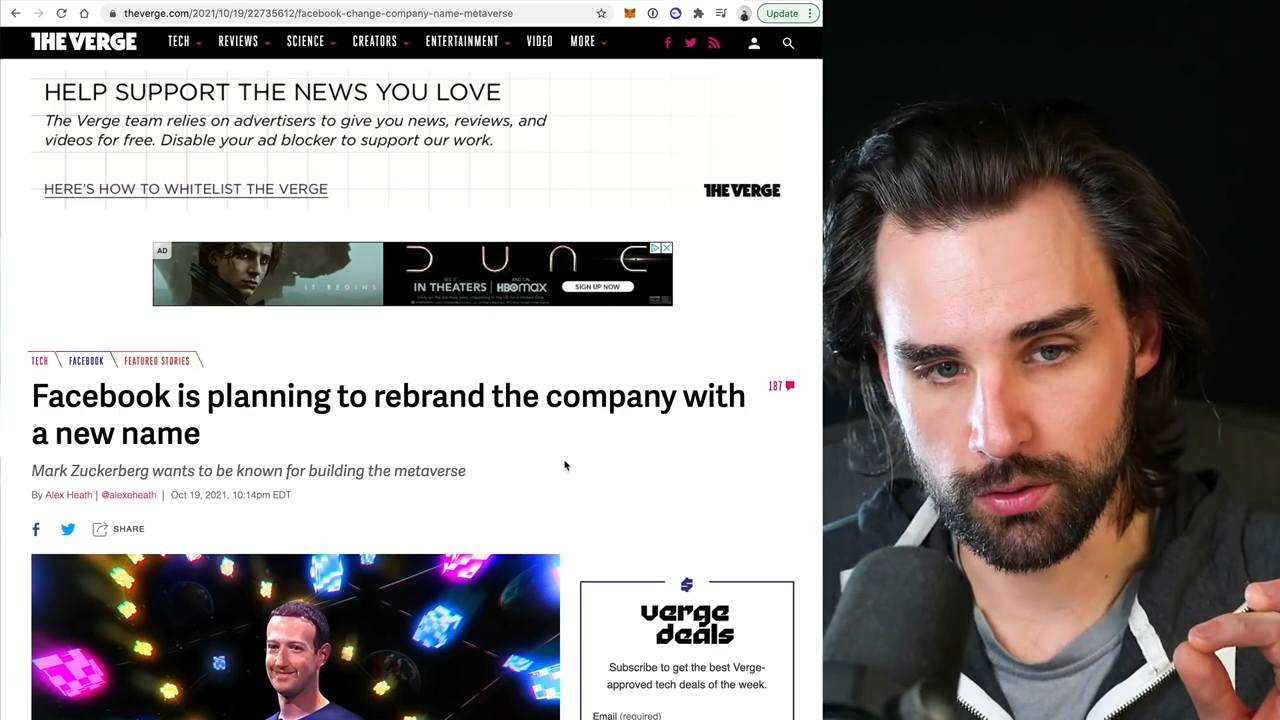 theverge.com/2021/10/19/22735612/facebook-change-company-name-metaverse
Update
THE VERGE
TECH REVIEWS SCIENCE CREATORS ENTERTAINMENT VIDEO MORE
HELP SUPPORT THE NEWS YOU LOVE
The Verge team relies on advertisers to give you news, reviews, and
videos for free. Disable your ad blocker to support our work.
HERE'S HOW TO WHITELIST THE VERGE
THE VERGE
AD
IT BEGINS
DUNE
IN THEATERS
HBOMAX
SIGN UP NOW
TECH FACEBOOK FEATURED STORIES
Facebook is planning to rebrand the company with
a new name
187
Mark Zuckerberg wants to be known for building the metaverse
By Alex Heath | @alexeheath | Oct 19, 2021, 10:14pm EDT
SHARE
verge
deals
Subscribe to get the best Verge-
approved tech deals of the week.
Email (required)